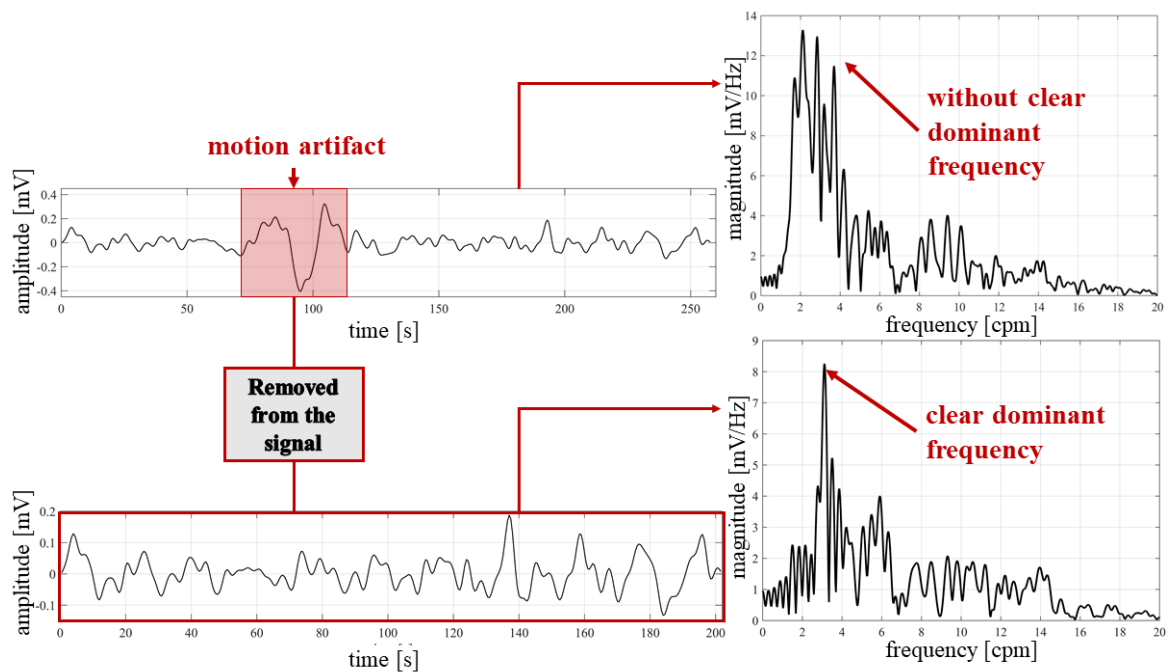 motion artifact
amplitude [mV]
0.4
0.2
0
-0.2
-0.4
0 50 100 150 200 250
time [s]
magnitude [mV/Hz]
14
12
10
8
6
4
2
0
without clear
dominant
frequency
0 2 4 6 8 10 12 14 16 18 20
frequency [cpm]
Removed
from the
signal
amplitude [mV]
0.2
0.1
0
-0.1
0 20 40 60 80 100 120 140 160 180 200
time [s]
magnitude [mV/Hz]
9
8
7
6
5
4
3
2
1
0
clear dominant
frequency
0 2 4 6 8 10 12 14 16 18 20
frequency [cpm]